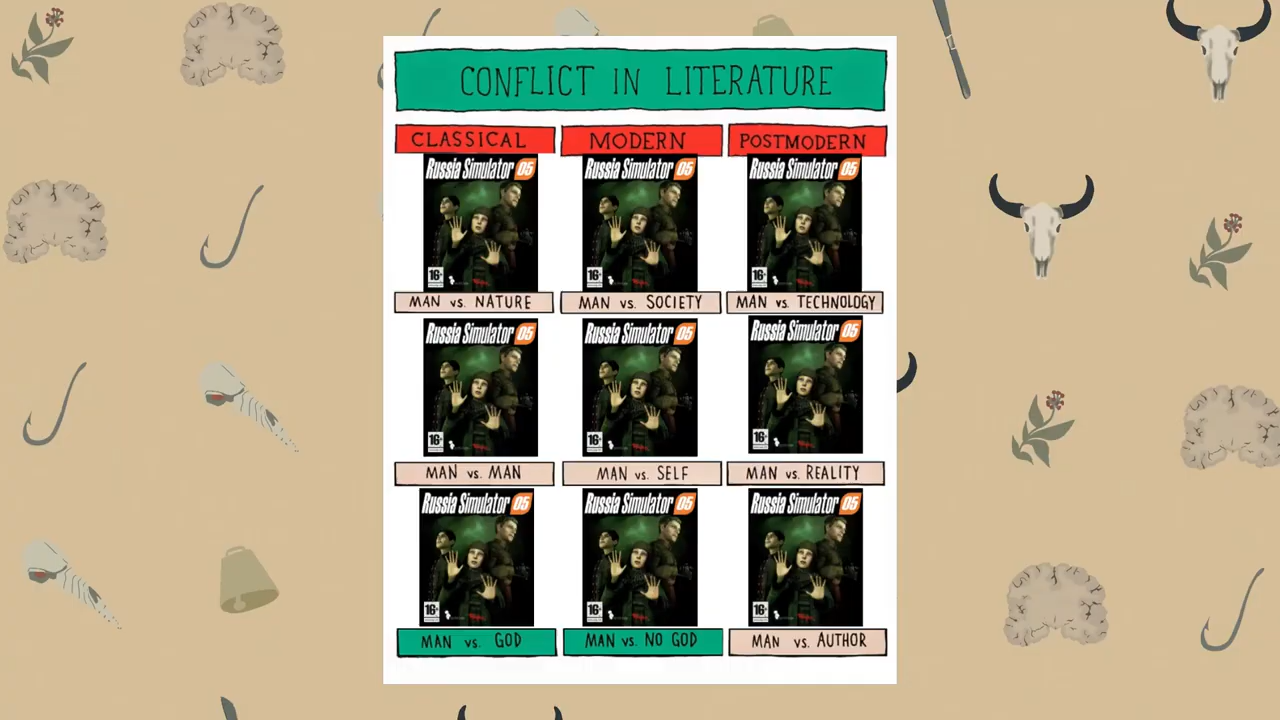 CONFLICT IN LITERATURE
CLASSICAL MODERN POSTMODERN
Russia Simulator 05 Russia Simulator 05 Russia Simulator 05
16+ 16+ 16+
MAN vs. NATURE MAN vs. SOCIETY MAN vs. TECHNOLOGY
Russia Simulator 05 Russia Simulator 05 Russia Simulator 05
16+ 16+ 16+
MAN vs. MAN MAN vs. SELF MAN vs. REALITY
Russia Simulator 05 Russia Simulator 05 Russia Simulator 05
16+ 16+ 16+
MAN vs. GOD MAN vs. NO GOD MAN vs. AUTHOR